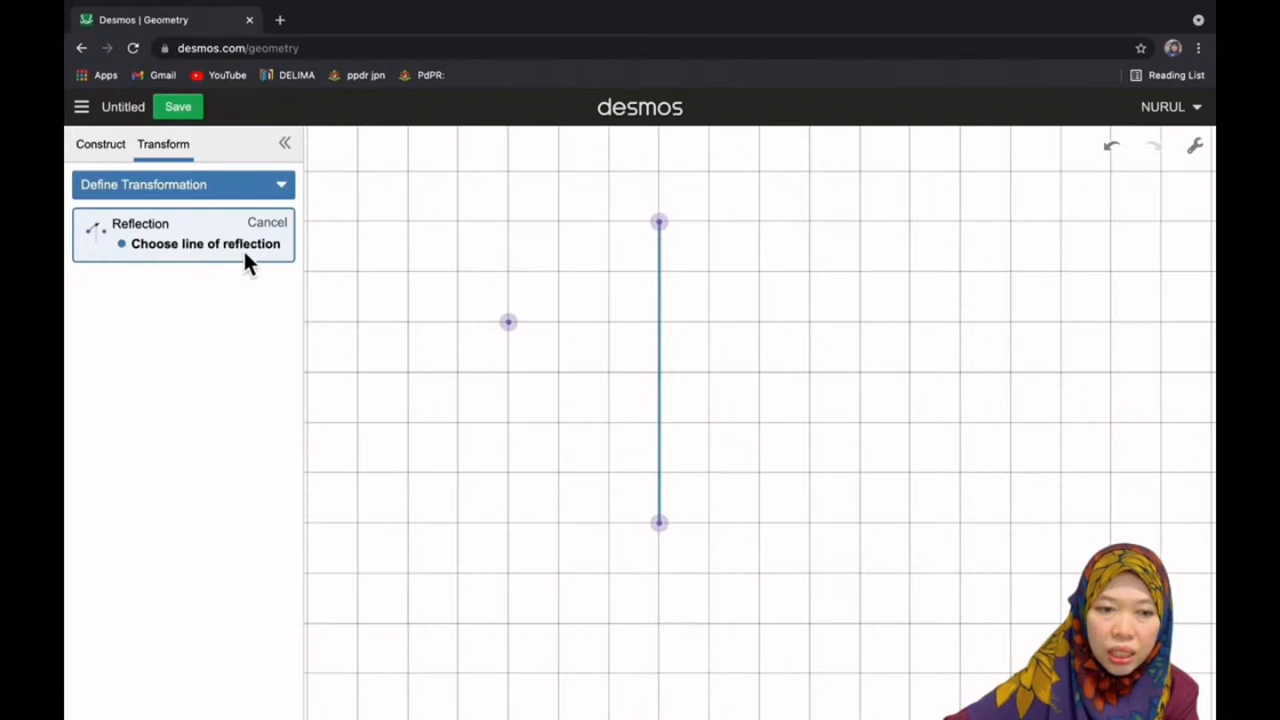 Desmos | Geometry
desmos.com/geometry
Apps Gmail YouTube DELIMA ppdr jpn PdPR: Reading List
Untitled Save desmos NURUL
Construct Transform
Define Transformation
Reflection Cancel
Choose line of reflection